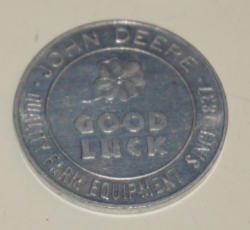 JOHN DEERE
GOOD
LUCK
QUALITY FARM EQUIPMENT SINCE 1837